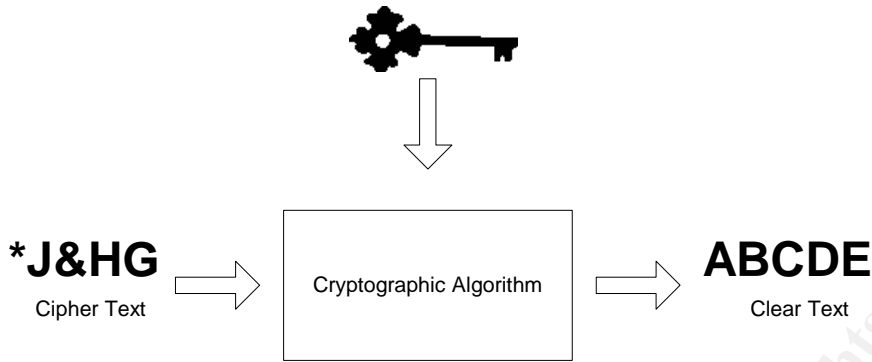 *J&HG
Cipher Text
Cryptographic Algorithm
ABCDE
Clear Text